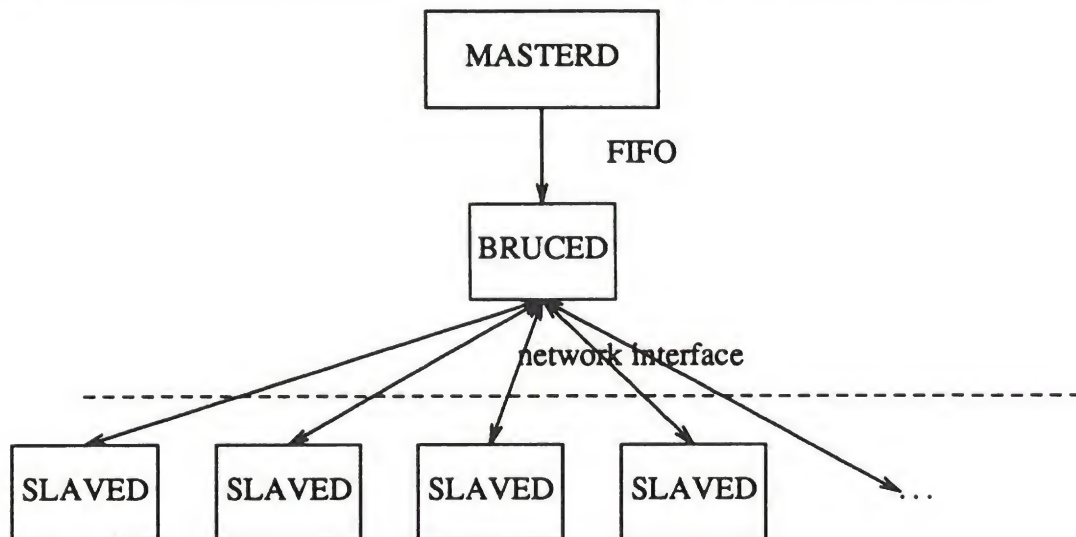 MASTERD
FIFO
BRUCED
network interface
SLAVED SLAVED SLAVED SLAVED ...